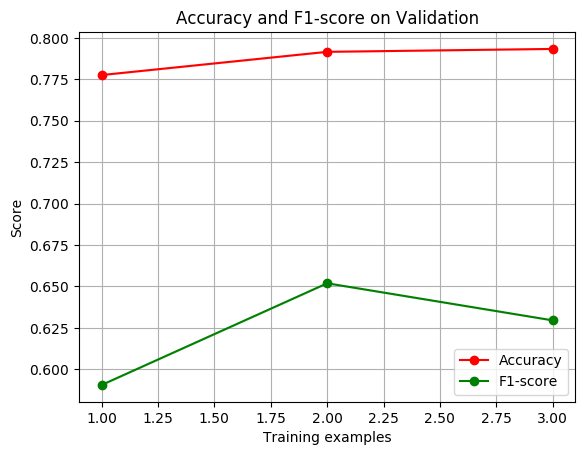 Accuracy and F1-score on Validation
0.800
0.775
0.750
0.725
0.700
0.675
0.650
0.625
0.600
Score
Accuracy
F1-score
1.00 1.25 1.50 1.75 2.00 2.25 2.50 2.75 3.00
Training examples